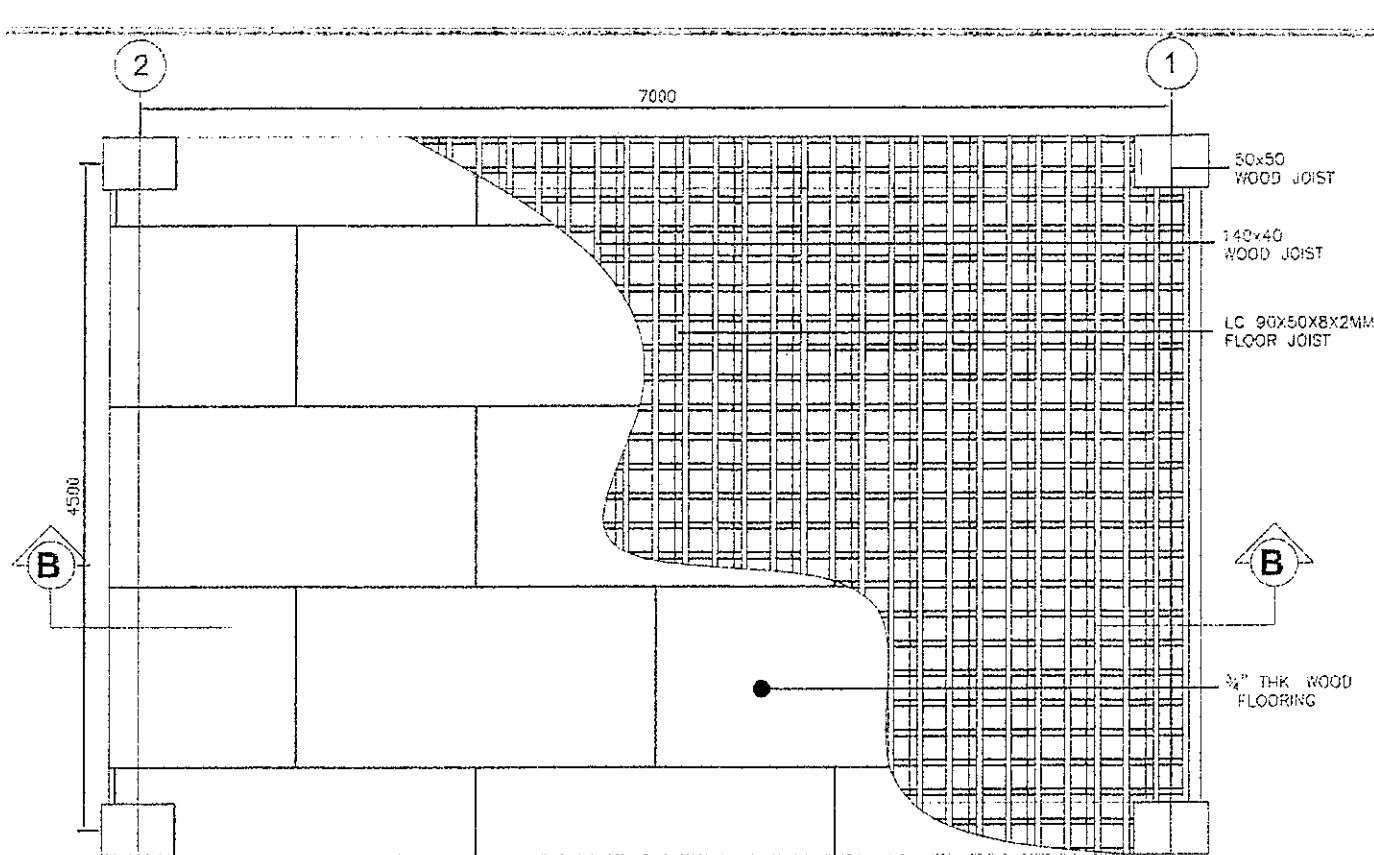 2
1
7000
50x50
WOOD JOIST
140x40
WOOD JOIST
LC 90X50X8X2MM
FLOOR JOIST
4500
B
B
¾" THK WOOD
FLOORING